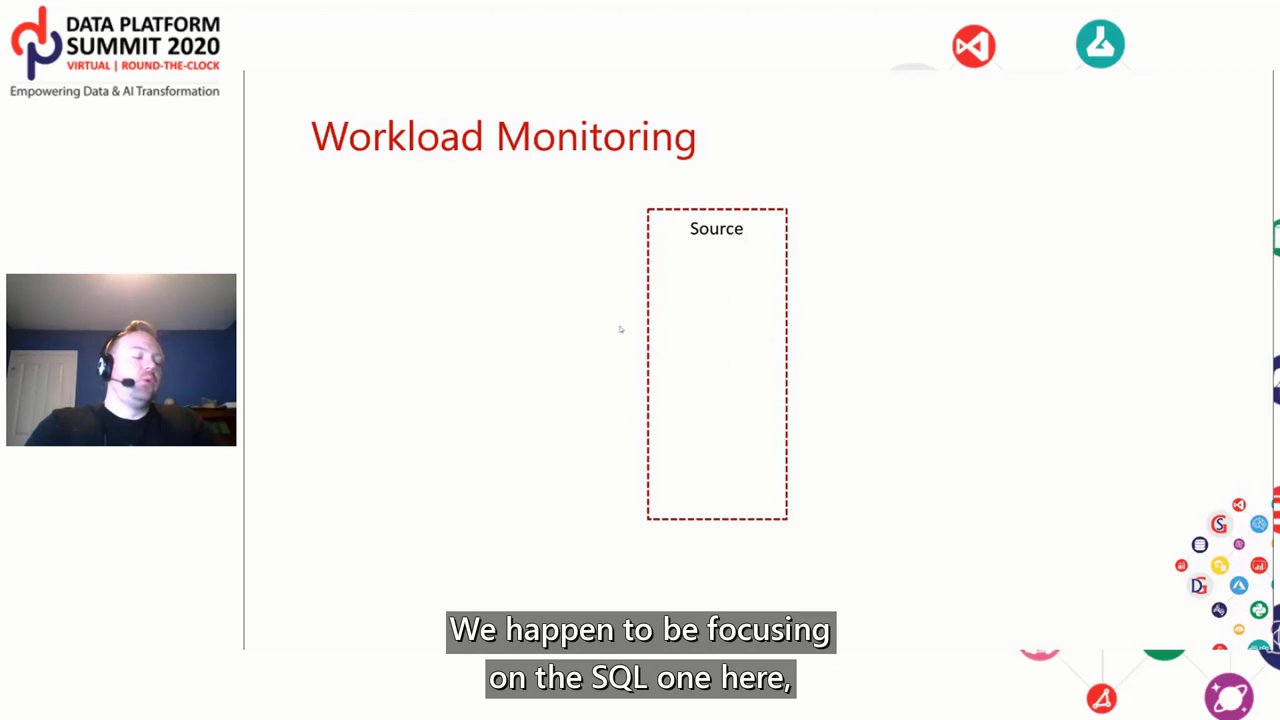 DATA PLATFORM
SUMMIT 2020
VIRTUAL | ROUND-THE-CLOCK
Empowering Data & AI Transformation
Workload Monitoring
Source
We happen to be focusing
on the SQL one here,